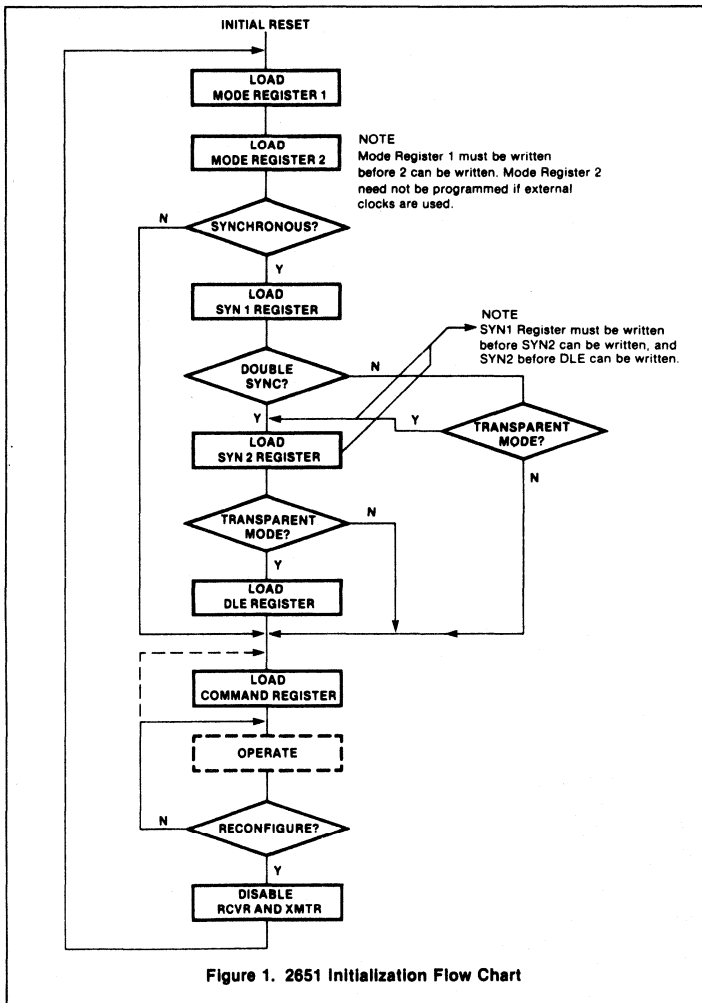 INITIAL RESET
LOAD
MODE REGISTER 1
LOAD
MODE REGISTER 2
NOTE
Mode Register 1 must be written
before 2 can be written. Mode Register 2
need not be programmed if external
clocks are used.
N
SYNCHRONOUS?
Y
LOAD
SYN 1 REGISTER
NOTE
SYN1 Register must be written
before SYN2 can be written, and
SYN2 before DLE can be written.
DOUBLE
SYNC?
N
Y
Y
TRANSPARENT
MODE?
LOAD
SYN 2 REGISTER
N
TRANSPARENT
MODE?
N
Y
LOAD
DLE REGISTER
LOAD
COMMAND REGISTER
OPERATE
N
RECONFIGURE?
Y
DISABLE
RCVR AND XMTR
Figure 1. 2651 Initialization Flow Chart